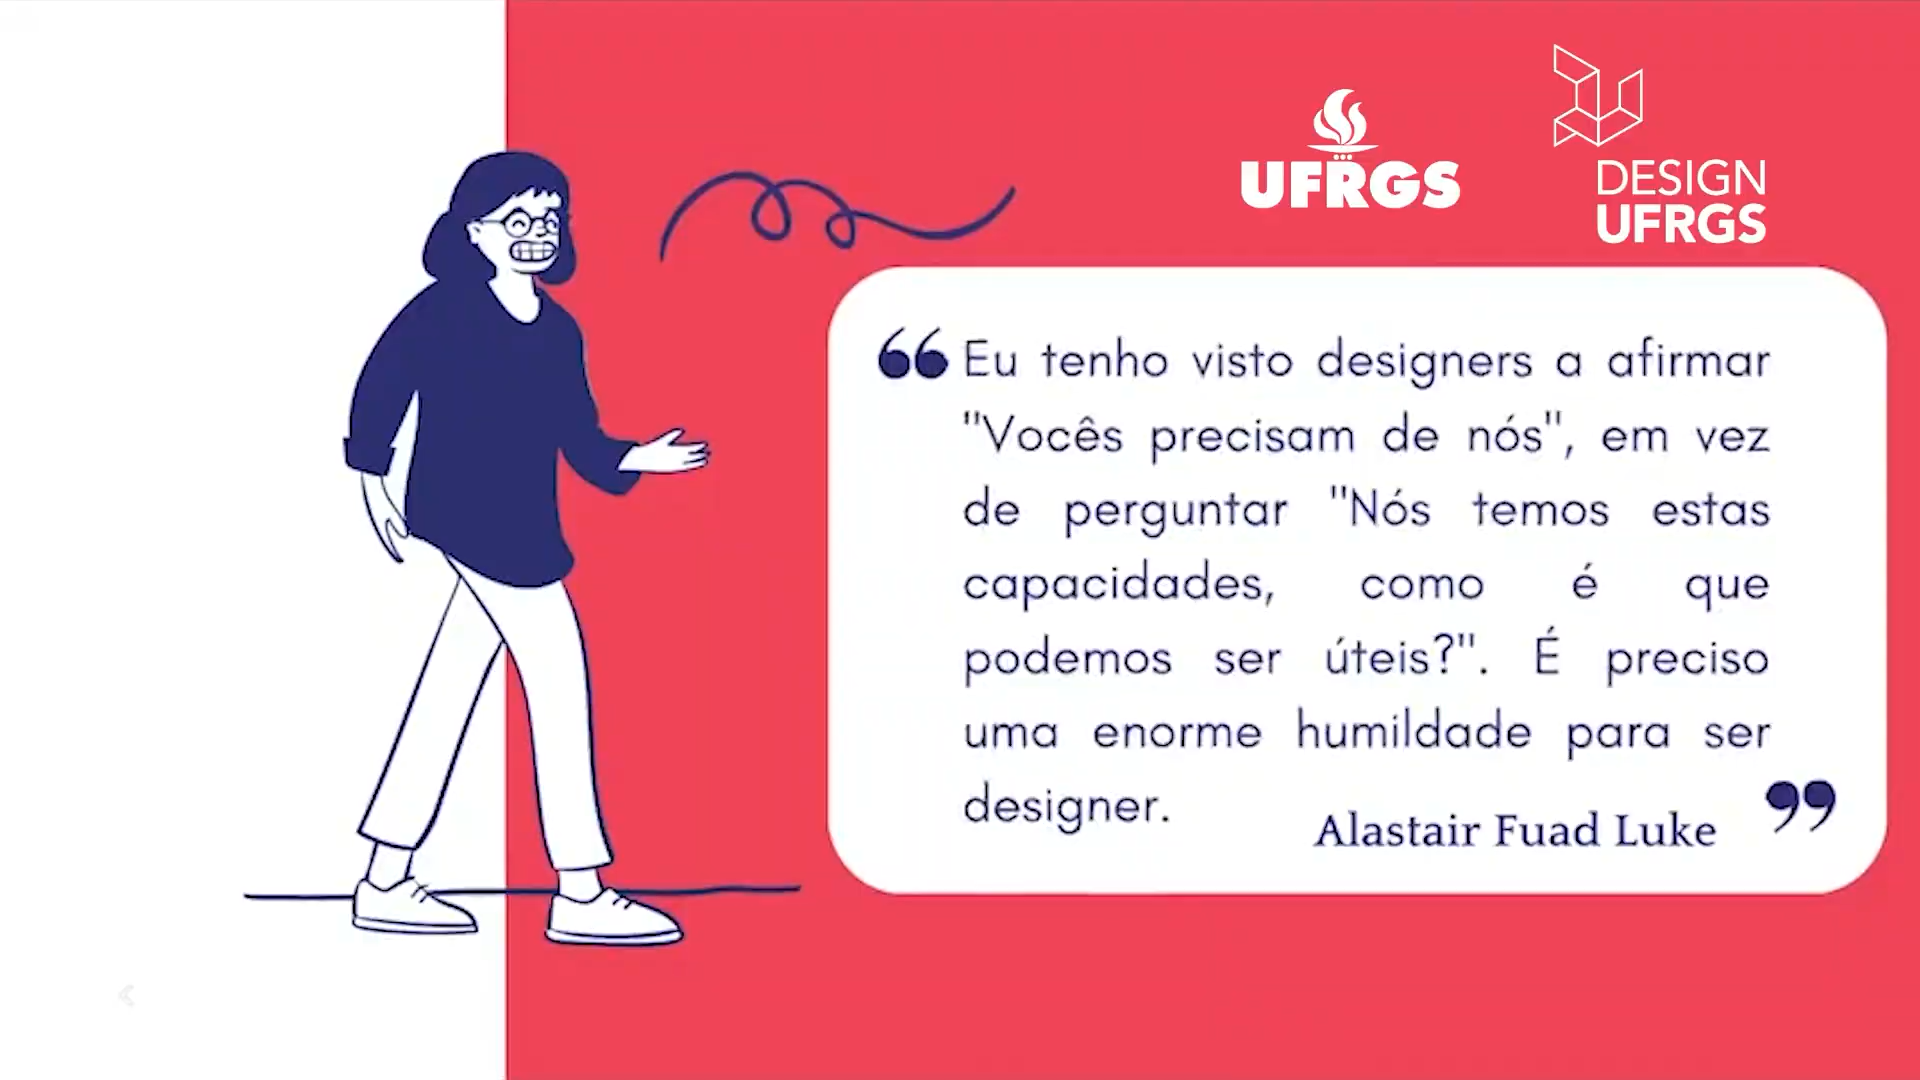 UFRGS
DESIGN
UFRGS
“Eu tenho visto designers a afirmar
"Vocês precisam de nós", em vez
de perguntar "Nós temos estas
capacidades, como é que
podemos ser úteis?". É preciso
uma enorme humildade para ser
designer.
Alastair Fuad Luke ”